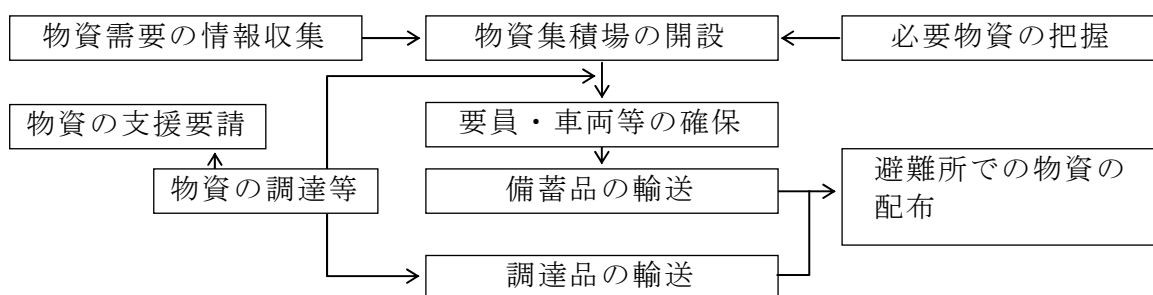 物資需要の情報収集
物資集積場の開設
必要物資の把握
物資の支援要請
要員・車両等の確保
物資の調達等
備蓄品の輸送
避難所での物資の
配布
調達品の輸送